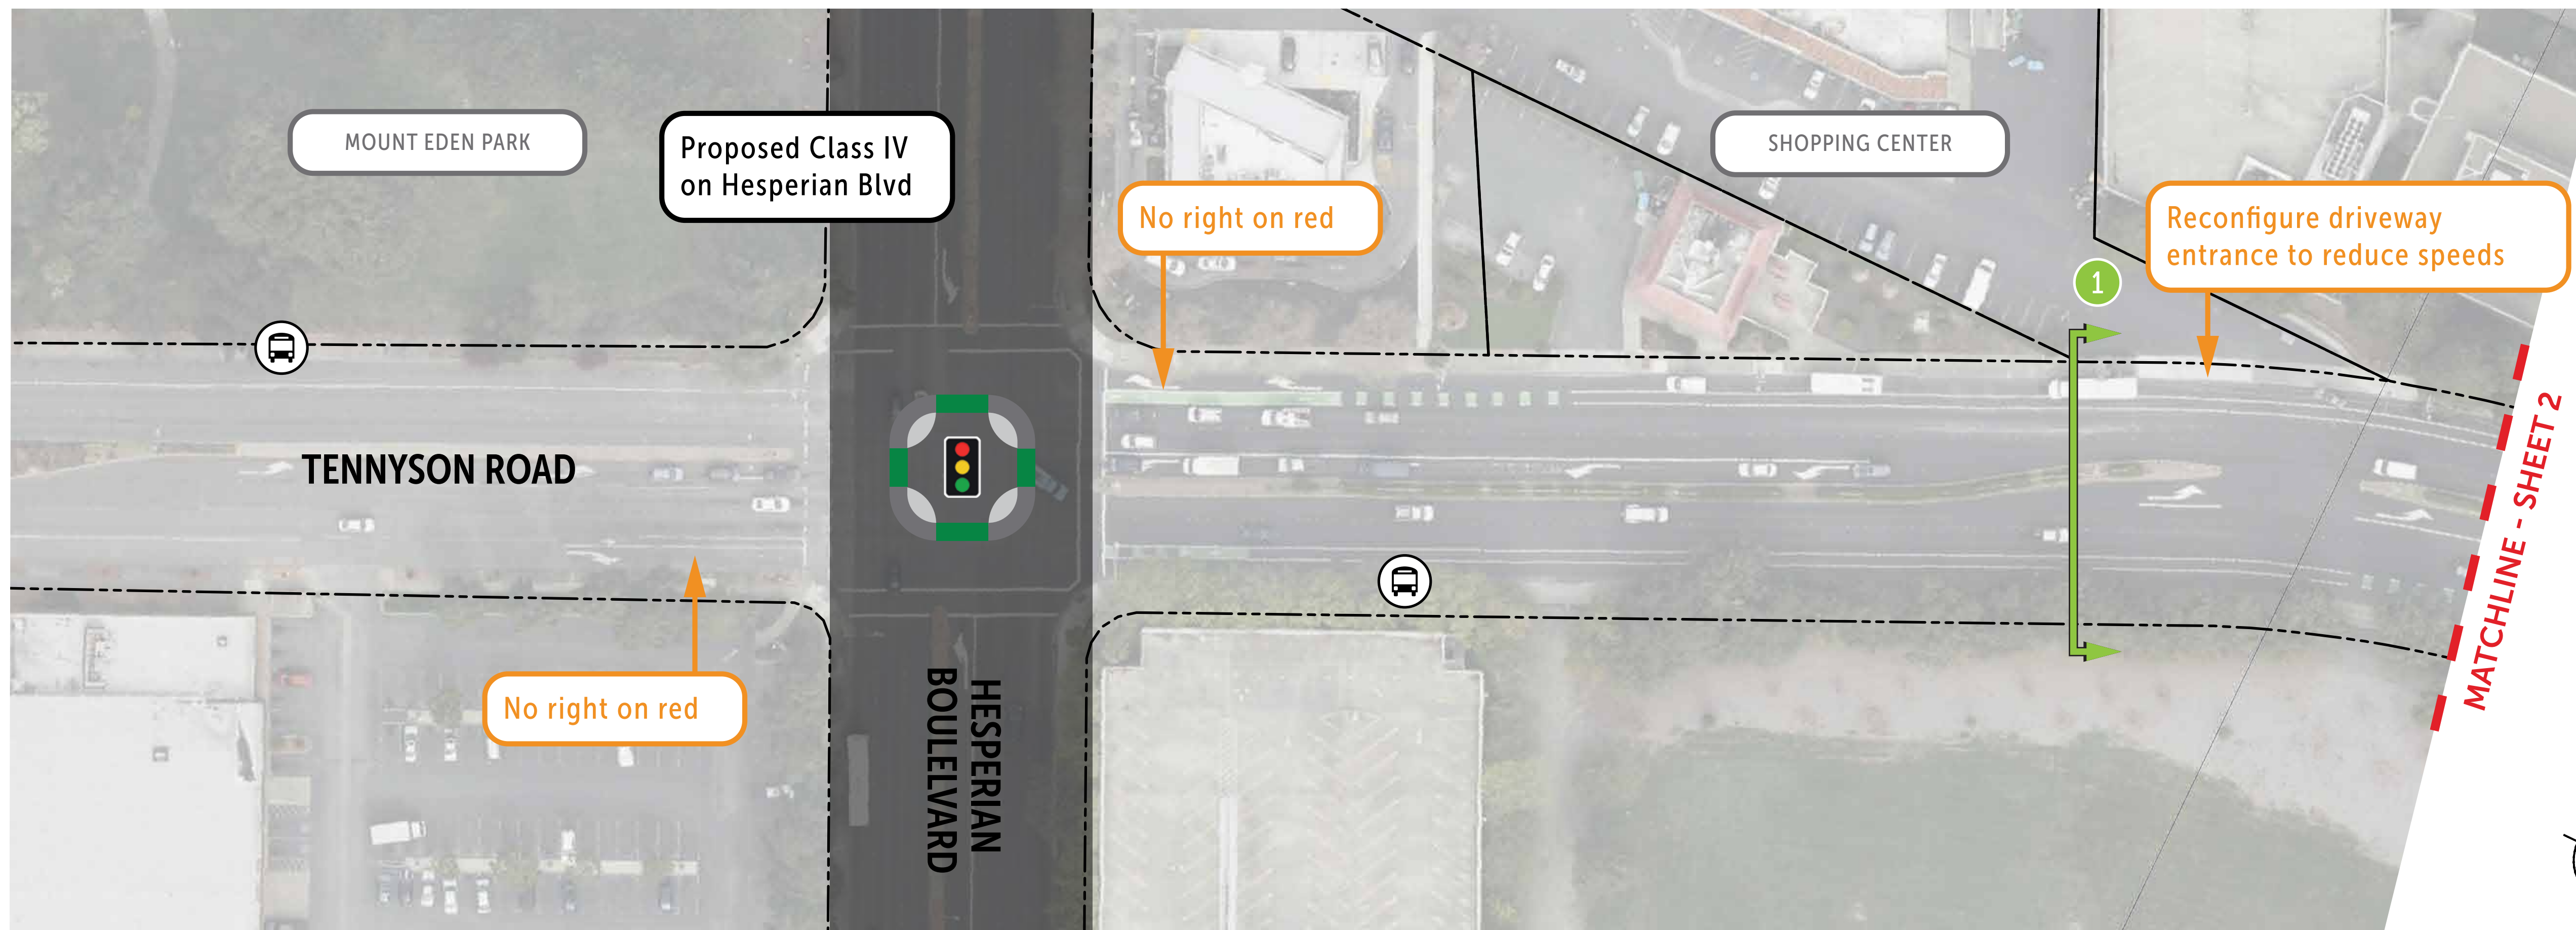 MOUNT EDEN PARK
Proposed Class IV
on Hesperian Blvd
SHOPPING CENTER
No right on red
Reconfigure driveway
entrance to reduce speeds
1
TENNYSON ROAD
MATCHLINE - SHEET 2
No right on red
HESPERIAN
BOULELVARD